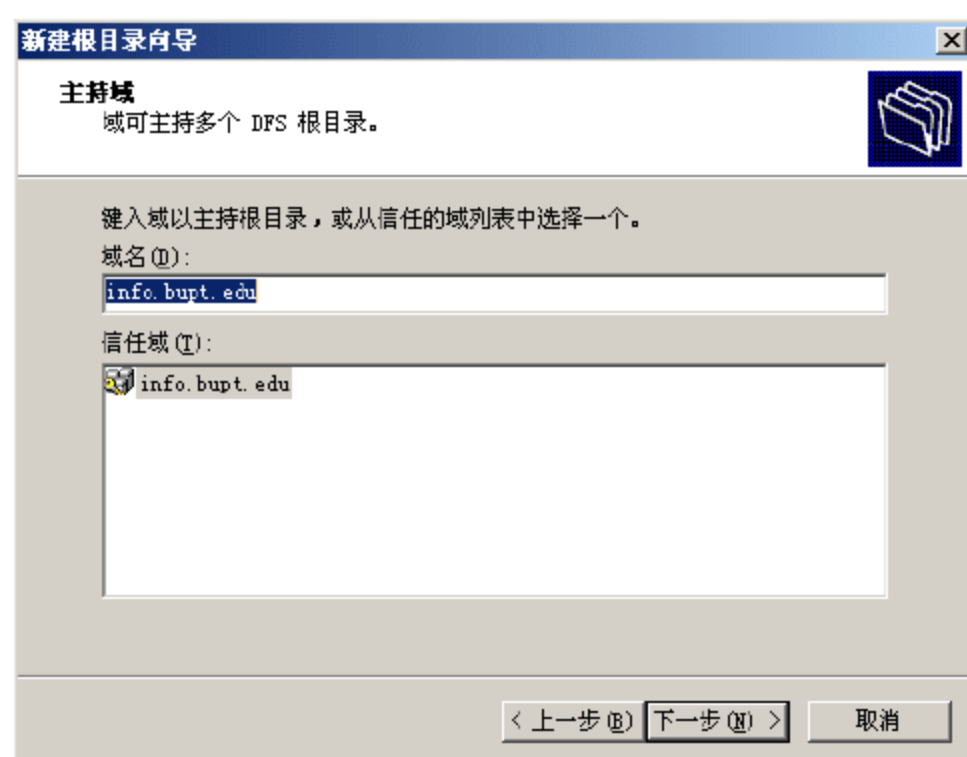 新建根目录向导
主持域
域可主持多个 DFS 根目录。
键入域以主持根目录，或从信任的域列表中选择一个。
域名(D):
info.bupt.edu
信任域(T):
info.bupt.edu
< 上一步(B) 下一步(N) > 取消